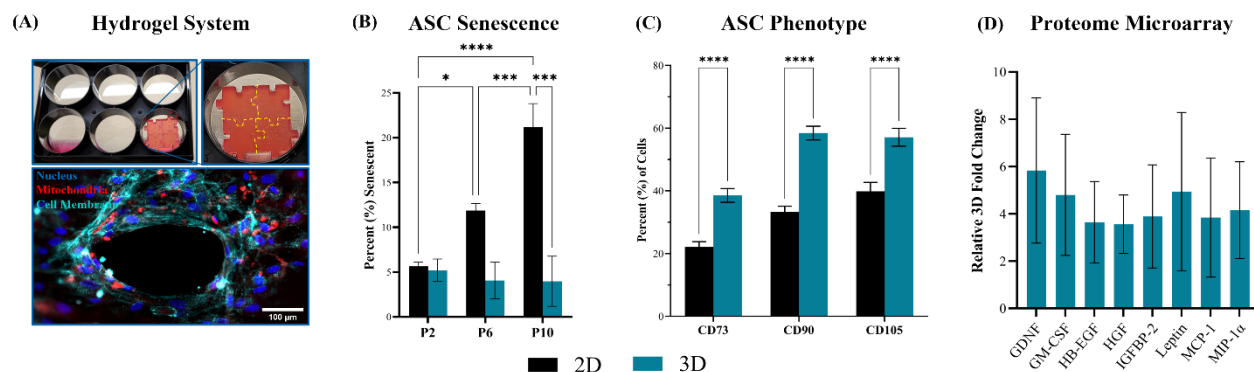 (A) Hydrogel System
Nucleus
Mitochondria
Cell Membrane
100 µm
(B) ASC Senescence
****
* *** ***
Percent (%) Senescent
25
20
15
10
5
0
P2 P6 P10
(C) ASC Phenotype
**** **** ****
Percent (%) of Cells
80
60
40
20
0
CD73 CD90 CD105
2D 3D
(D) Proteome Microarray
Relative 3D Fold Change
10
8
6
4
2
0
GDNF
GM-CSF
HB-EGF
HGF
IGFBP-2
Leptin
MCP-1
MIP-1α